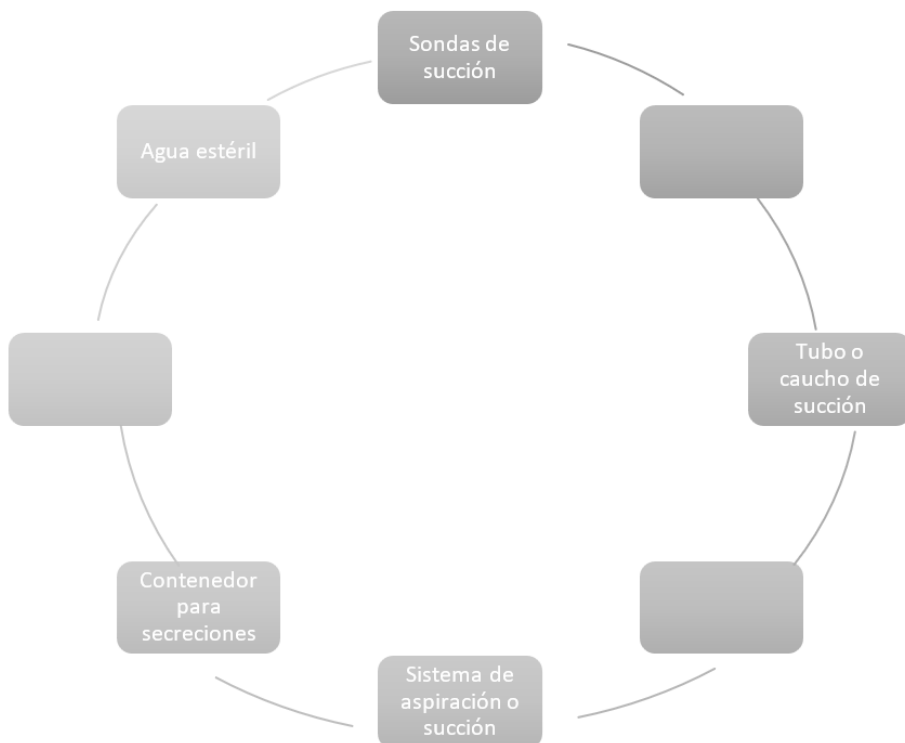 Sondas de
succión
Agua estéril
Tubo o
caucho de
succión
Contenedor
para
secreciones
Sistema de
aspiración o
succión